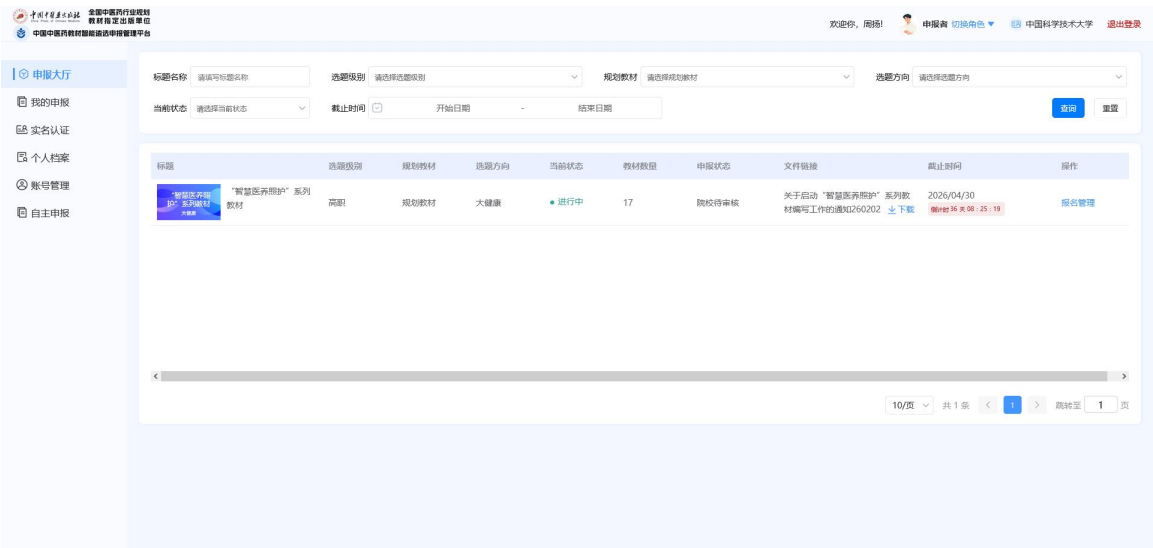 中国中医药出版社
全国中医药行业规划
教材指定出版单位
中国中医药教材智能遴选申报管理平台
欢迎你，周扬!
申报者 切换角色
中国科学技术大学
退出登录
申报大厅
我的申报
实名认证
个人档案
账号管理
自主申报
标题名称 请填写标题名称 选题级别 请选择选题级别 规划教材 请选择规划教材 选题方向 请选择选题方向
当前状态 请选择当前状态 截止时间 开始日期 - 结束日期 查询 重置
标题 选题级别 规划教材 选题方向 当前状态 教材数量 申报状态 文件链接 截止时间 操作
“智慧医养照
护”系列教材
大健康
“智慧医养照护”系列
教材
高职 规划教材 大健康 进行中 17 院校待审核
关于启动“智慧医养照护”系列教
材编写工作的通知260202 下载
2026/04/30
倒计时 36 天 08 : 25 : 19
报名管理
10/页 共 1 条 < 1 > 跳转至 1 页